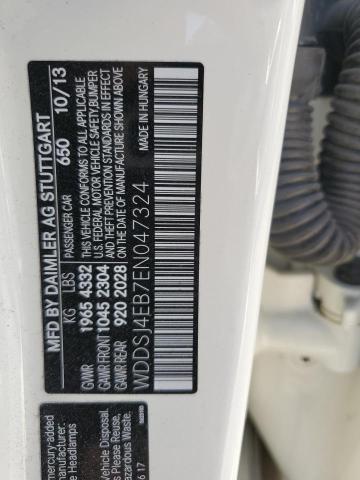 MFD BY DAIMLER AG STUTTGART
PASSENGER CAR 650 10/13
KG LBS
GVWR 1965 4332
GAWR FRONT 1045 2304
GAWR REAR 920 2028
THIS VEHICLE CONFORMS TO ALL APPLICABLE
U.S. FEDERAL MOTOR VEHICLE SAFETY, BUMPER
AND THEFT PREVENTION STANDARDS IN EFFECT
ON THE DATE OF MANUFACTURE SHOWN ABOVE
MADE IN HUNGARY
WDDSJ4EB7EN047324
mercury-added
Headlamps
Vehicle Disposal.
Please Reuse,
Hazardous Waste.
6 17